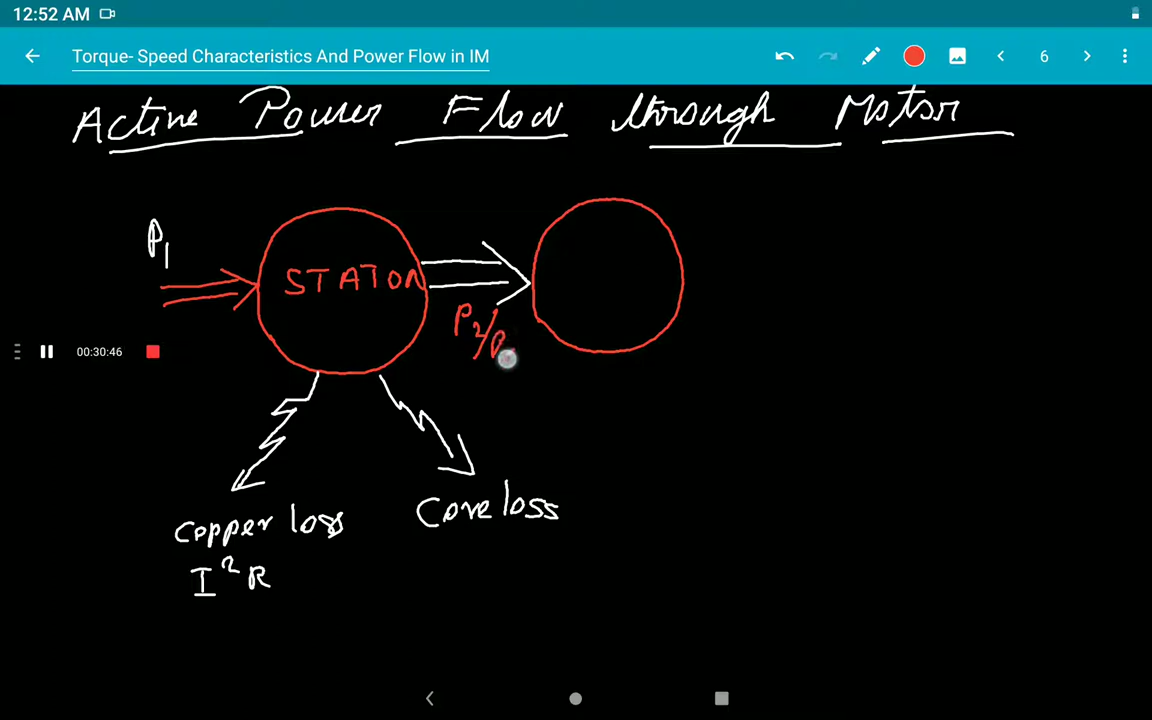 12:52 AM
Torque- Speed Characteristics And Power Flow in IM
6
Active Power Flow through Motor
P1
STATOR
P2/P
00:30:46
Copper loss
Core loss
I²R